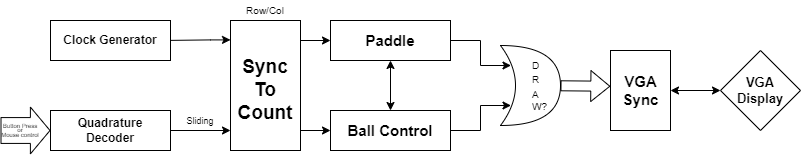 Row/Col
Clock Generator
Paddle
Sync
To
Count
D
R
A
W?
VGA
Sync
VGA
Display
Button Press
or
Mouse control
Quadrature
Decoder
Sliding
Ball Control